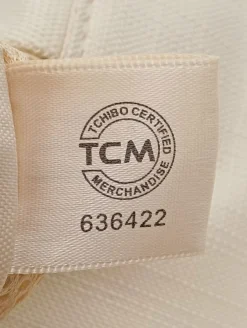 TCHIBO CERTIFIED
TCM
MERCHANDISE
636422